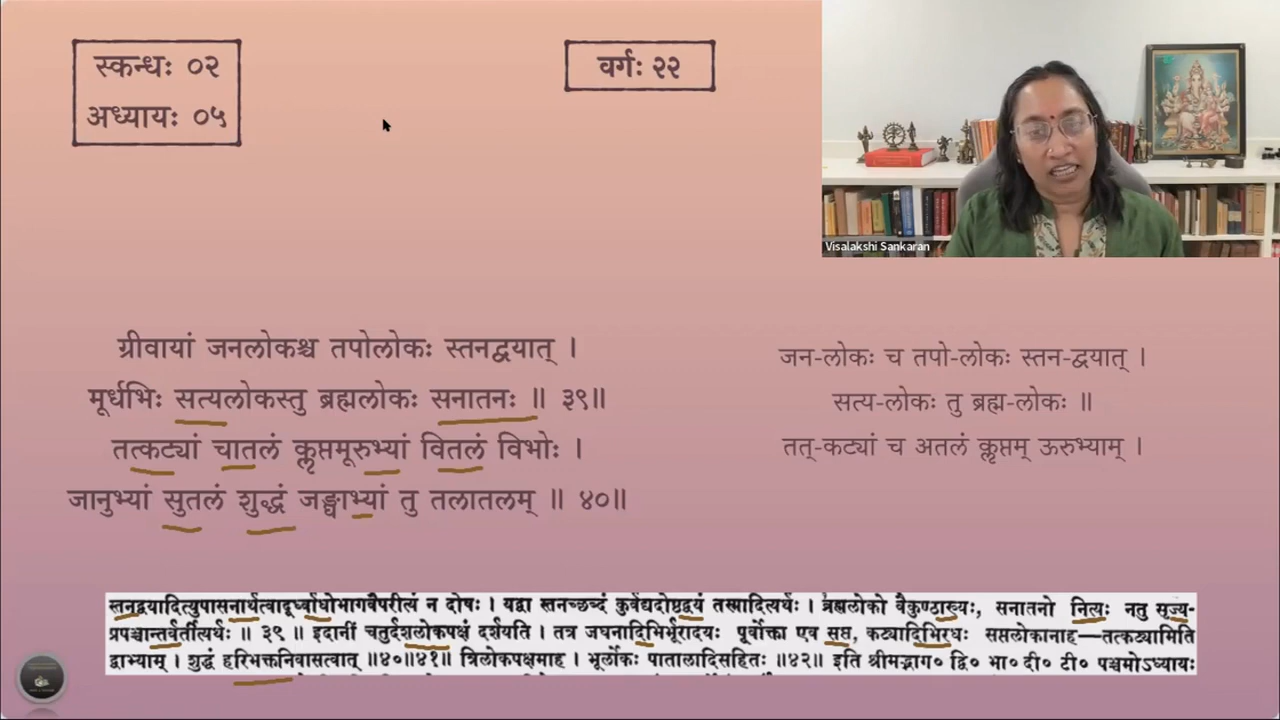 स्कन्धः ०२
अध्यायः ०५
वर्गः २२
Visalakshi Sankaran
ग्रीवायां जनलोकश्च तपोलोकः स्तनद्वयात् ।
मूर्धभिः सत्यलोकस्तु ब्रह्मलोकः सनातनः ॥ ३९॥
तत्कट्यां चातलं कॢप्तमूरुभ्यां वितलं विभोः ।
जानुभ्यां सुतलं शुद्धं जङ्घाभ्यां तु तलातलम् ॥ ४०॥
जन-लोकः च तपो-लोकः स्तन-द्वयात् ।
सत्य-लोकः तु ब्रह्म-लोकः ॥
तत्-कट्यां च अतलं कॢप्तम् ऊरुभ्याम् ।
स्तनद्वयादित्युपासनार्थत्वादूर्ध्वाधोभागवैपरीत्यं न दोषः । यद्वा स्तनच्छब्दं कुर्वद्यदोष्ठद्वयं तस्मादित्यर्थः । ब्रह्मलोको वैकुण्ठाख्यः, सनातनो नित्यः नतु सृज्य-
प्रपञ्चान्तर्वर्तीत्यर्थः ॥ ३९ ॥ इदानीं चतुर्दशलोकपक्षं दर्शयति । तत्र जघनादिभिर्भूरादयः पूर्वोक्ता एव सप्त, कट्यादिभिरधः सप्तलोकानाह—तत्कट्यामिति
द्वाभ्याम् । शुद्धं हरिभक्तनिवासत्वात् ॥४०॥४१॥ त्रिलोकपक्षमाह । भूर्लोकः पातालादिसहितः ॥४२॥ इति श्रीमद्भाग० द्वि० भा० दी० टी० पञ्चमोऽध्यायः